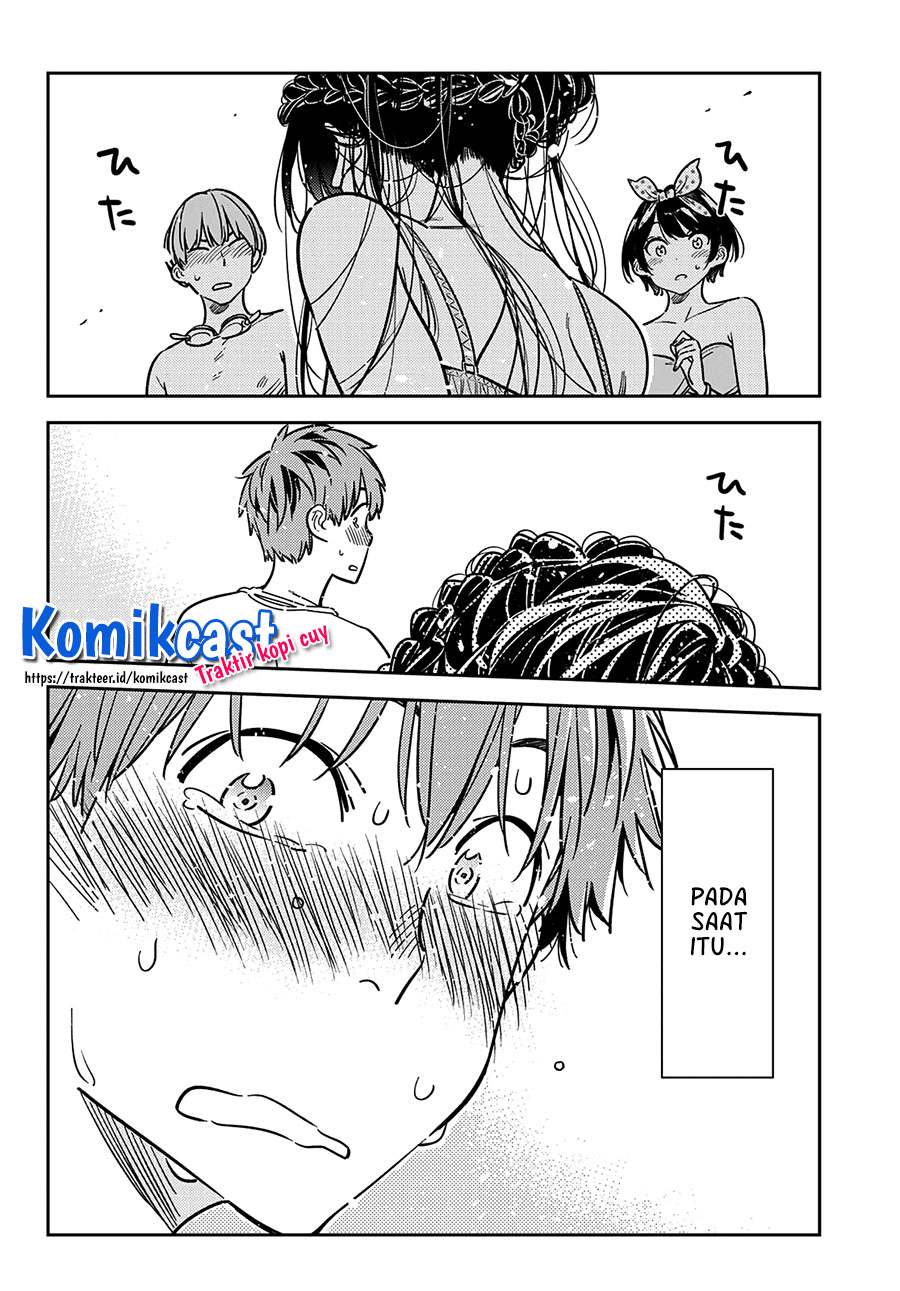 ひた
ひた
ひた
Komikcast
Traktir kopi cuy
https://trakteer.id/komikcast
PADA
SAAT
ITU...